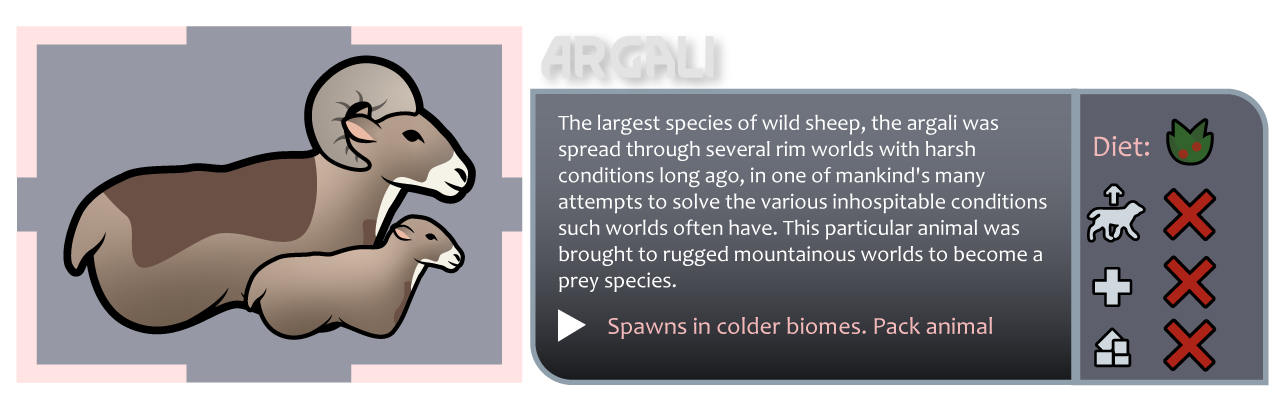 ARGALI
The largest species of wild sheep, the argali was
spread through several rim worlds with harsh
conditions long ago, in one of mankind's many
attempts to solve the various inhospitable conditions
such worlds often have. This particular animal was
brought to rugged mountainous worlds to become a
prey species.
Spawns in colder biomes. Pack animal
Diet: